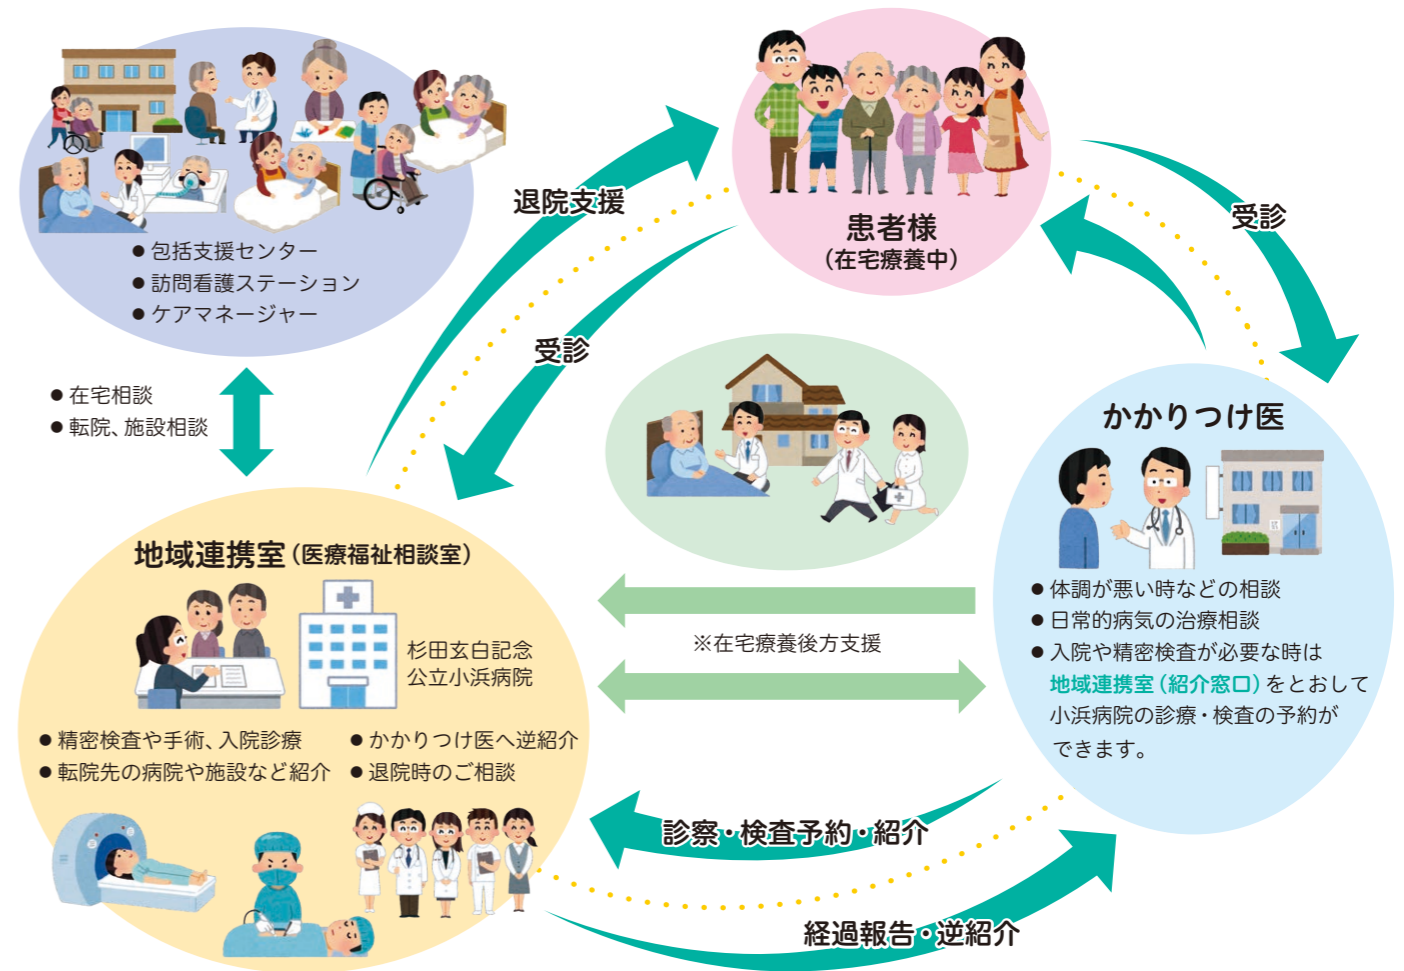 ● 包括支援センター
● 訪問看護ステーション
● ケアマネージャー
● 在宅相談
● 転院、施設相談
退院支援
受診
患者様
（在宅療養中）
受診
かかりつけ医
● 体調が悪い時などの相談
● 日常的病気の治療相談
● 入院や精密検査が必要な時は
地域連携室（紹介窓口）をとおして
小浜病院の診療・検査の予約が
できます。
※在宅療養後方支援
地域連携室（医療福祉相談室）
杉田玄白記念
公立小浜病院
● 精密検査や手術、入院診療
● 転院先の病院や施設など紹介
● かかりつけ医へ逆紹介
● 退院時のご相談
診察・検査予約・紹介
経過報告・逆紹介